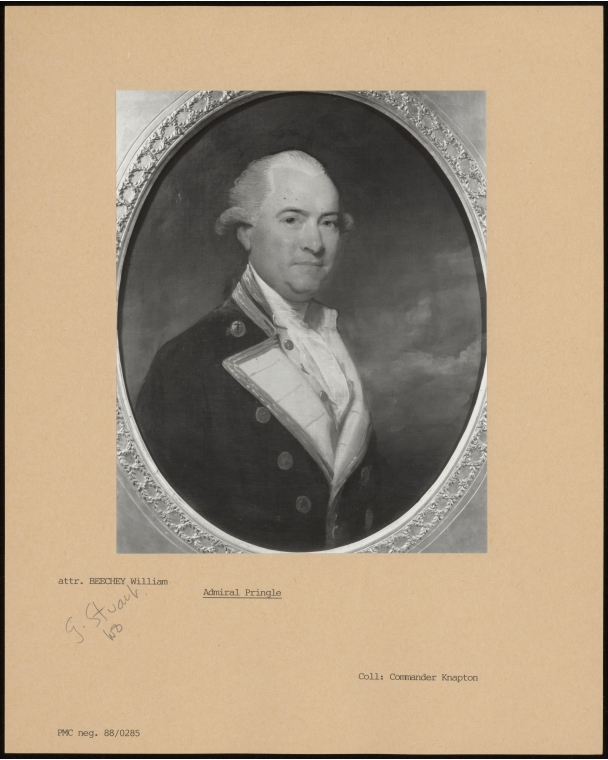 attr. BEECHEY William
Admiral Pringle
G. Stuart
Coll: Commander Knapton
PMC neg. 88/0285